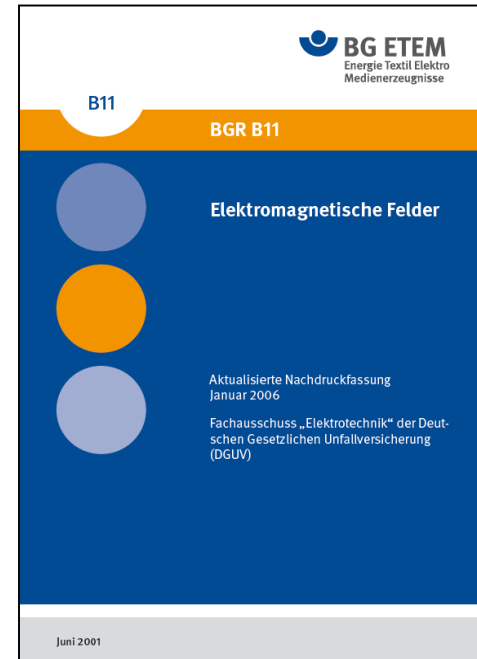 BG ETEM
Energie Textil Elektro
Medienerzeugnisse
B11
BGR B11
Elektromagnetische Felder
Aktualisierte Nachdruckfassung
Januar 2006
Fachausschuss „Elektrotechnik“ der Deut-
schen Gesetzlichen Unfallversicherung
(DGUV)
Juni 2001